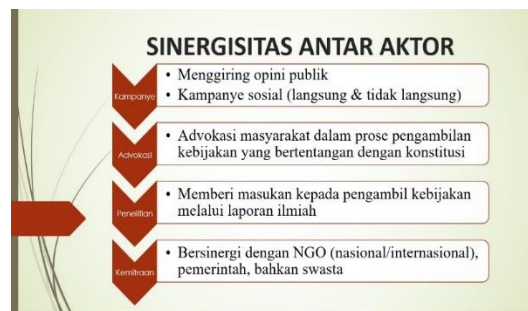 SINERGISITAS ANTAR AKTOR
Kampanye
• Menggiring opini publik
• Kampanye sosial (langsung & tidak langsung)
Advokasi
• Advokasi masyarakat dalam prose pengambilan
kebijakan yang bertentangan dengan konstitusi
Penelitian
• Memberi masukan kepada pengambil kebijakan
melalui laporan ilmiah
Kemitraan
• Bersinergi dengan NGO (nasional/internasional),
pemerintah, bahkan swasta